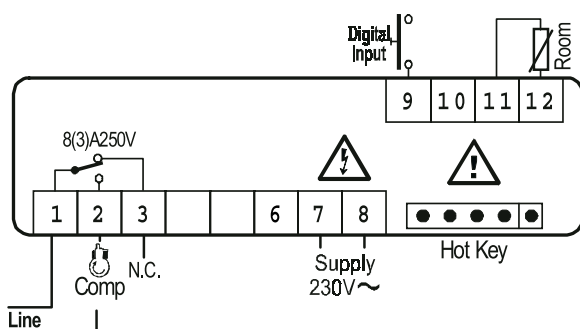 Digital
Input
Room
9 10 11 12
8(3)A250V
1 2 3 6 7 8
Hot Key
N.C.
Supply
230V~
Comp
Line